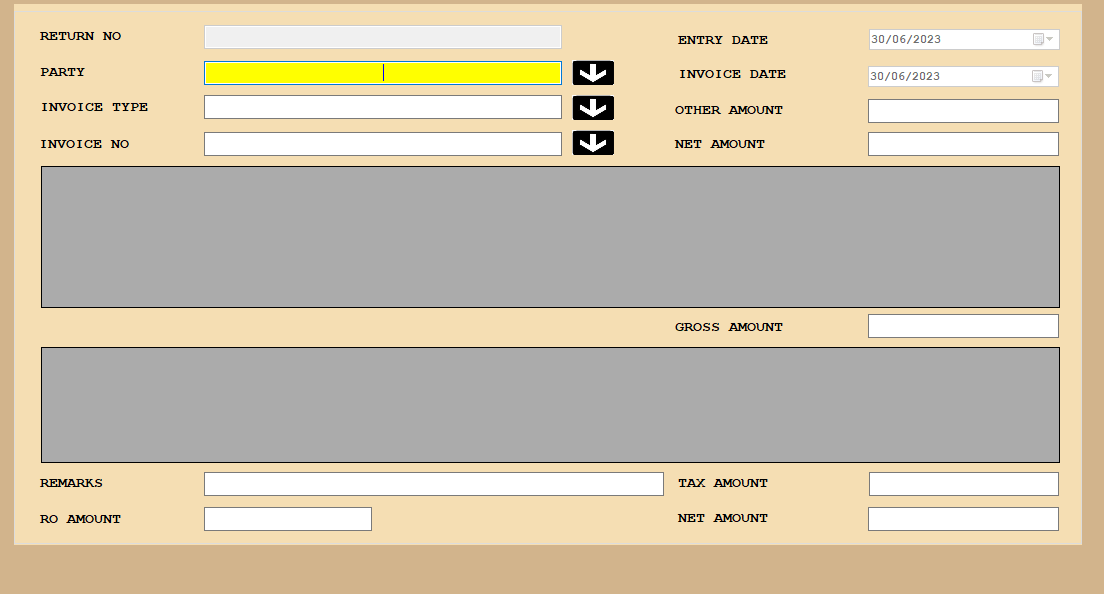 RETURN NO
ENTRY DATE 30/06/2023
PARTY
INVOICE DATE 30/06/2023
INVOICE TYPE
OTHER AMOUNT
INVOICE NO
NET AMOUNT
GROSS AMOUNT
REMARKS
TAX AMOUNT
RO AMOUNT
NET AMOUNT